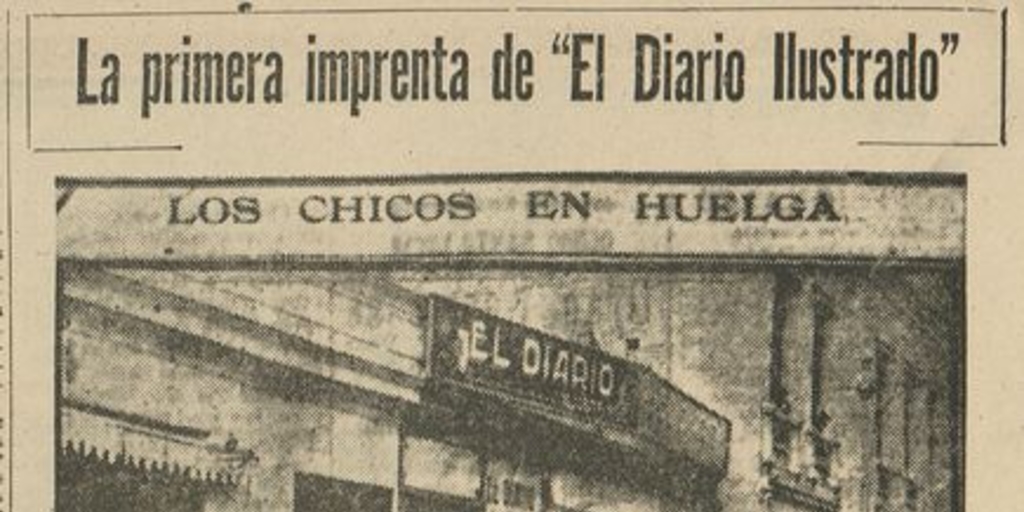 La primera imprenta de “El Diario Ilustrado”
LOS CHICOS EN HUELGA
EL DIARIO